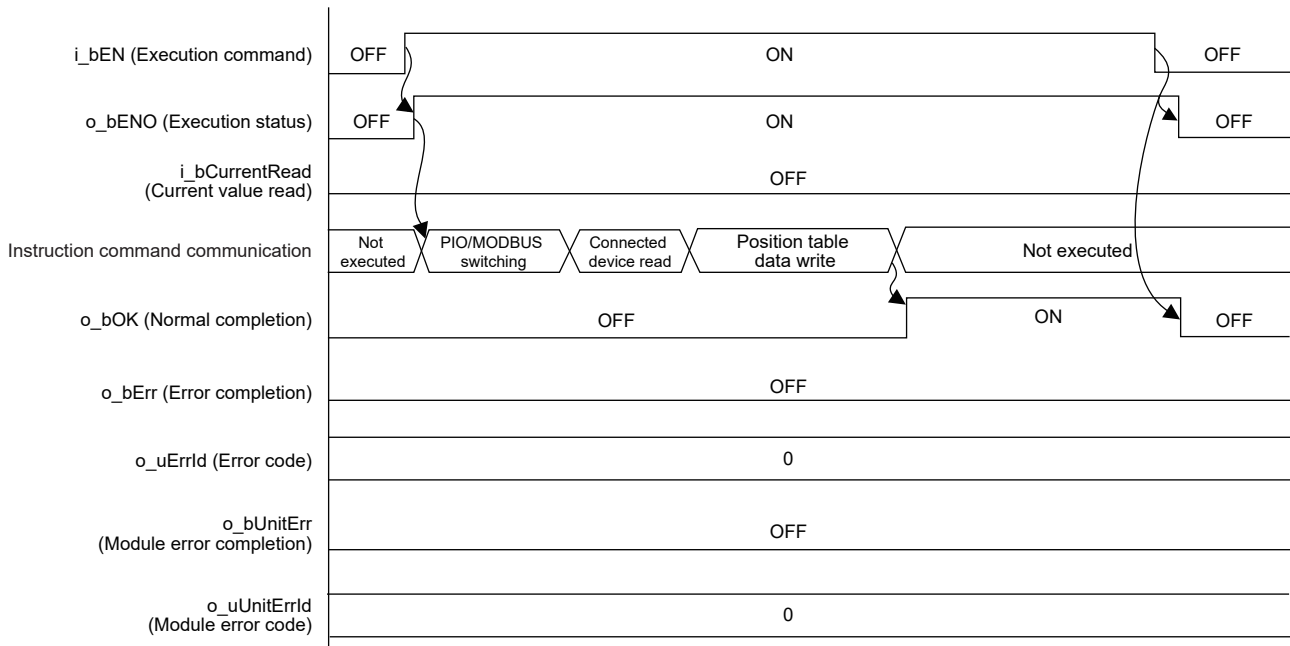 i_bEN (Execution command) OFF ON OFF
o_bENO (Execution status) OFF ON OFF
i_bCurrentRead
(Current value read)
OFF
Instruction command communication
Not
executed
PIO/MODBUS
switching
Connected
device read
Position table
data write
Not executed
o_bOK (Normal completion) OFF ON OFF
o_bErr (Error completion) OFF
o_uErrId (Error code) 0
o_bUnitErr
(Module error completion)
OFF
o_uUnitErrId
(Module error code)
0